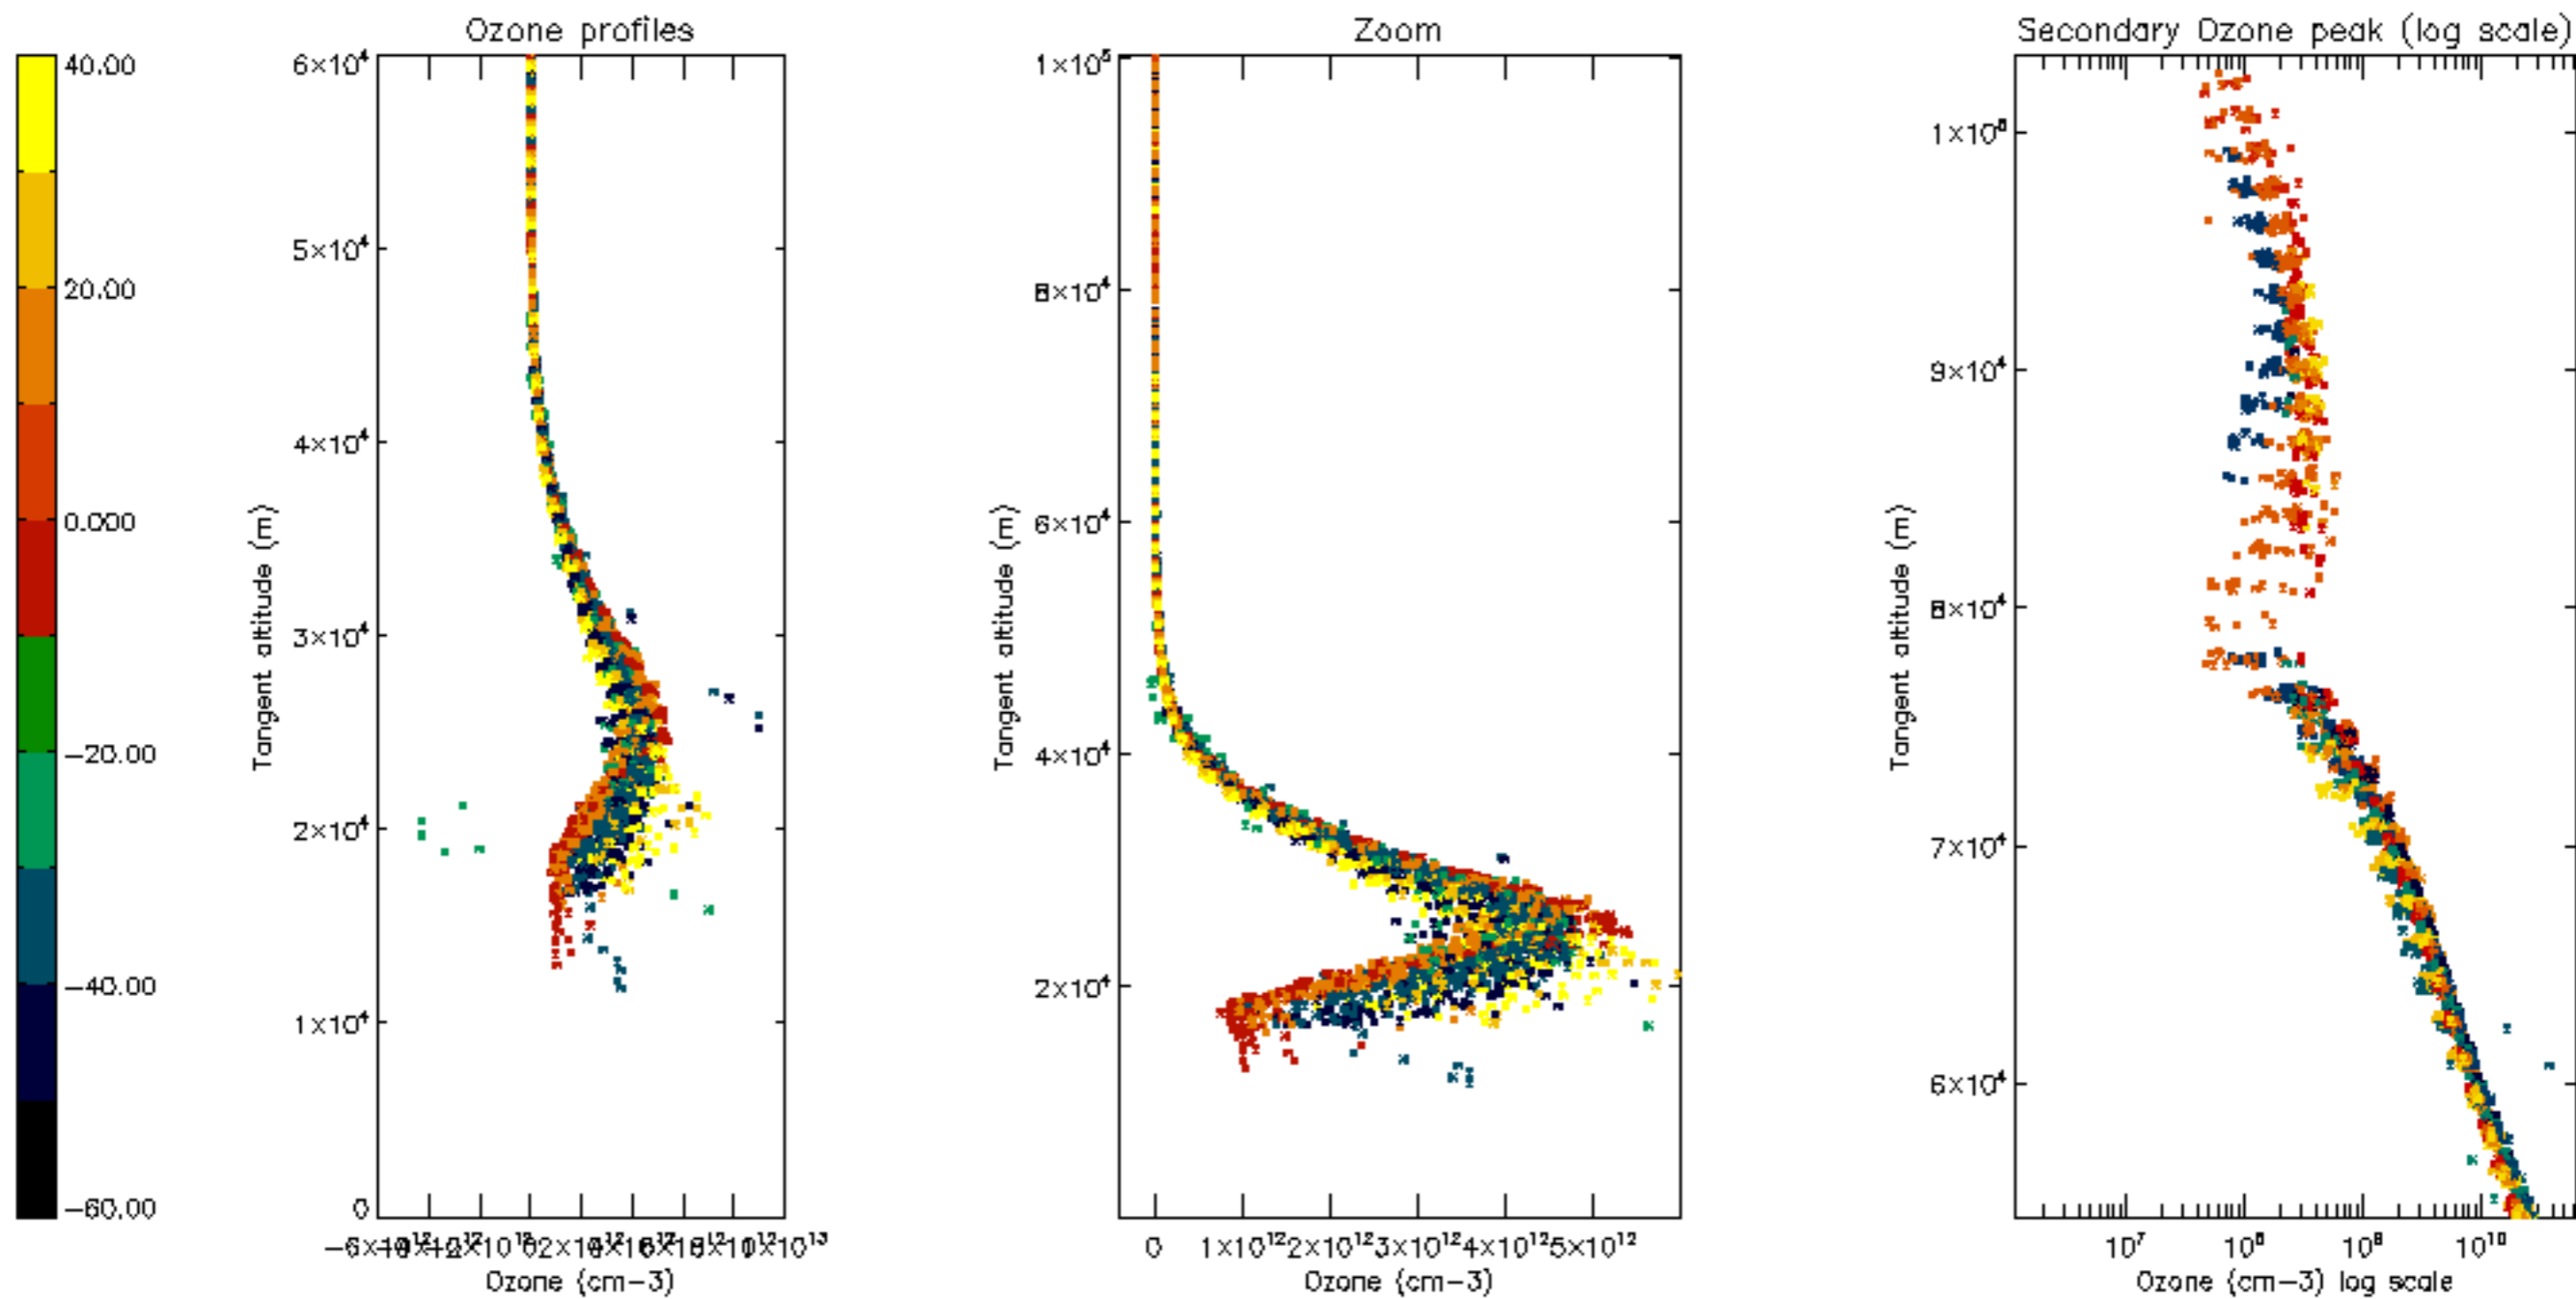 Ozone profiles
Zoom
Secondary Ozone peak (log scale)
40.00
20.00
0.000
−20.00
−40.00
−60.00
Tangent altitude (m)
6×10⁴
5×10⁴
4×10⁴
3×10⁴
2×10⁴
1×10⁴
0
Ozone (cm−3)
Tangent altitude (m)
1×10⁵
8×10⁴
6×10⁴
4×10⁴
2×10⁴
0 1×10¹² 2×10¹² 3×10¹² 4×10¹² 5×10¹²
Ozone (cm−3)
Tangent altitude (m)
9×10⁴
8×10⁴
7×10⁴
6×10⁴
10⁷ 10⁸ 10⁹ 10¹⁰
Ozone (cm−3) log scale